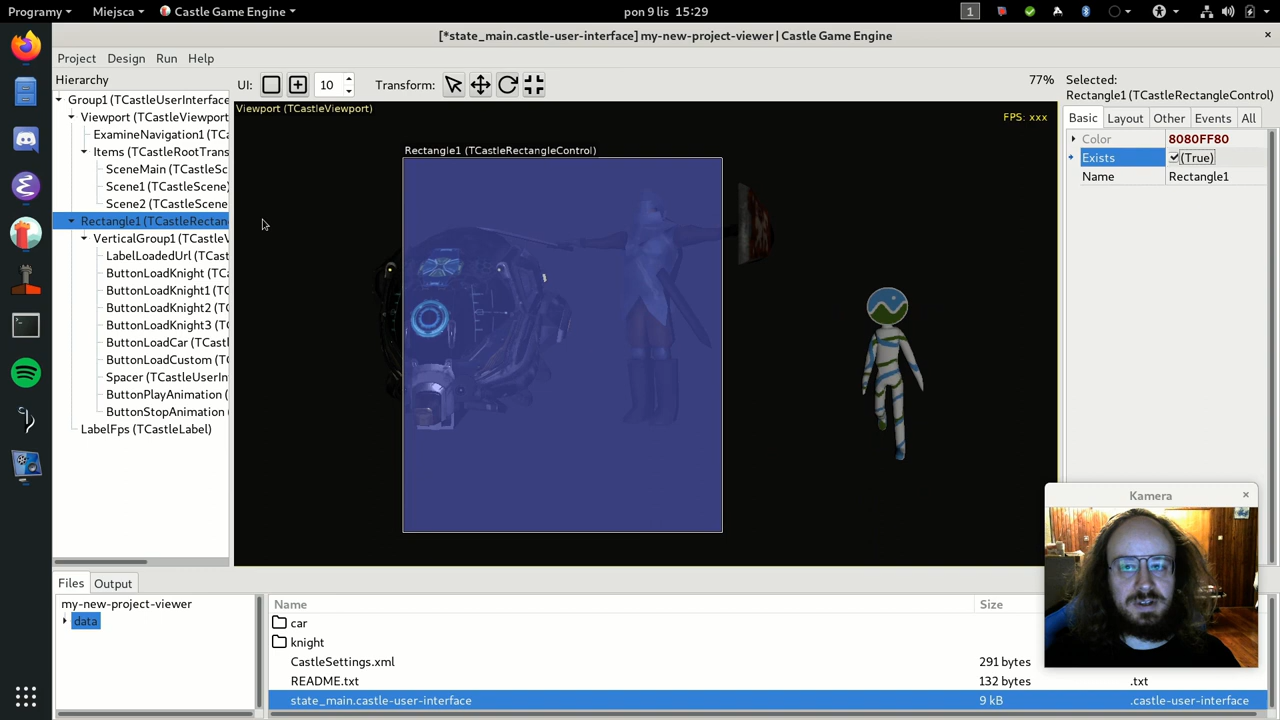 Programy Miejsca Castle Game Engine pon 9 lis 15:29 1
[*state_main.castle-user-interface] my-new-project-viewer | Castle Game Engine ×
Project Design Run Help
Hierarchy
Group1 (TCastleUserInterface
Viewport (TCastleViewport
ExamineNavigation1 (TCa
Items (TCastleRootTrans
SceneMain (TCastleSc
Scene1 (TCastleScene)
Scene2 (TCastleScene
Rectangle1 (TCastleRectan
VerticalGroup1 (TCastleV
LabelLoadedUrl (TCast
ButtonLoadKnight (TCa
ButtonLoadKnight1 (TC
ButtonLoadKnight2 (TC
ButtonLoadKnight3 (TC
ButtonLoadCar (TCastl
ButtonLoadCustom (TC
Spacer (TCastleUserIn
ButtonPlayAnimation (
ButtonStopAnimation (
LabelFps (TCastleLabel)
UI: 10 Transform: 77%
Viewport (TCastleViewport)
FPS: xxx
Rectangle1 (TCastleRectangleControl)
Selected:
Rectangle1 (TCastleRectangleControl)
Basic Layout Other Events All
Color 8080FF80
Exists (True)
Name Rectangle1
Kamera ×
Files Output
my-new-project-viewer
data
Name Size
car
knight
CastleSettings.xml 291 bytes
README.txt 132 bytes .txt
state_main.castle-user-interface 9 kB .castle-user-interface